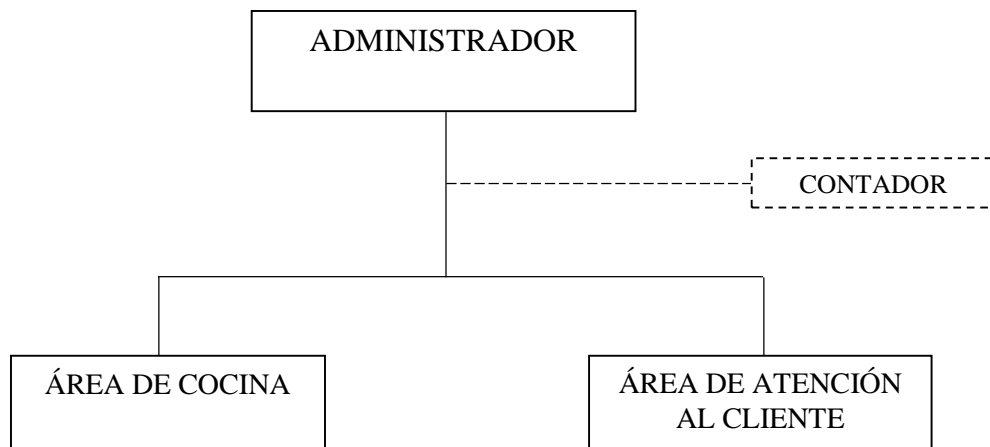 ADMINISTRADOR
CONTADOR
ÁREA DE COCINA
ÁREA DE ATENCIÓN
AL CLIENTE